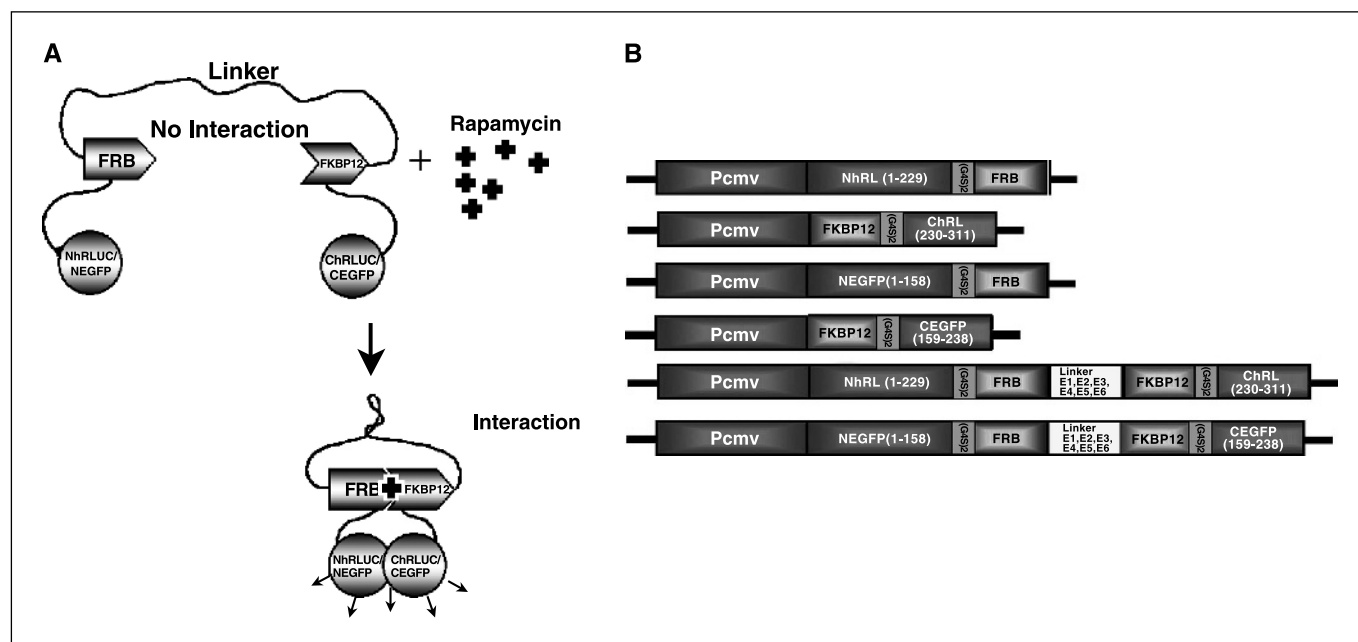 A
Linker
No Interaction
FRB
FKBP12
+
Rapamycin
NhRLUC/
NEGFP
ChRLUC/
CEGFP
Interaction
FRB
FKBP12
NhRLUC/
NEGFP
ChRLUC/
CEGFP
B
Pcmv NhRL (1-229) (G4S)2 FRB
Pcmv FKBP12 (G4S)2 ChRL
(230-311)
Pcmv NEGFP(1-158) (G4S)2 FRB
Pcmv FKBP12 (G4S)2 CEGFP
(159-238)
Pcmv NhRL (1-229) (G4S)2 FRB Linker
E1,E2,E3,
E4,E5,E6 FKBP12 (G4S)2 ChRL
(230-311)
Pcmv NEGFP(1-158) (G4S)2 FRB Linker
E1,E2,E3,
E4,E5,E6 FKBP12 (G4S)2 CEGFP
(159-238)